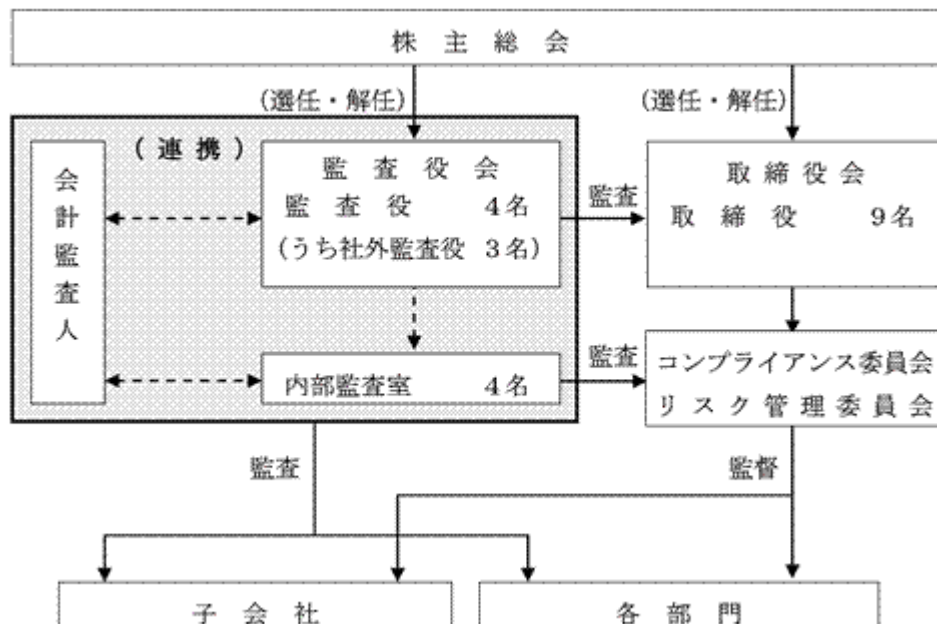 株主総会
(選任・解任)
(選任・解任)
(連携)
会計監査人
監査役会
監査役 4名
(うち社外監査役 3名)
監査
取締役会
取締役 9名
内部監査室 4名
監査
コンプライアンス委員会
リスク管理委員会
監査
監督
子会社
各部門